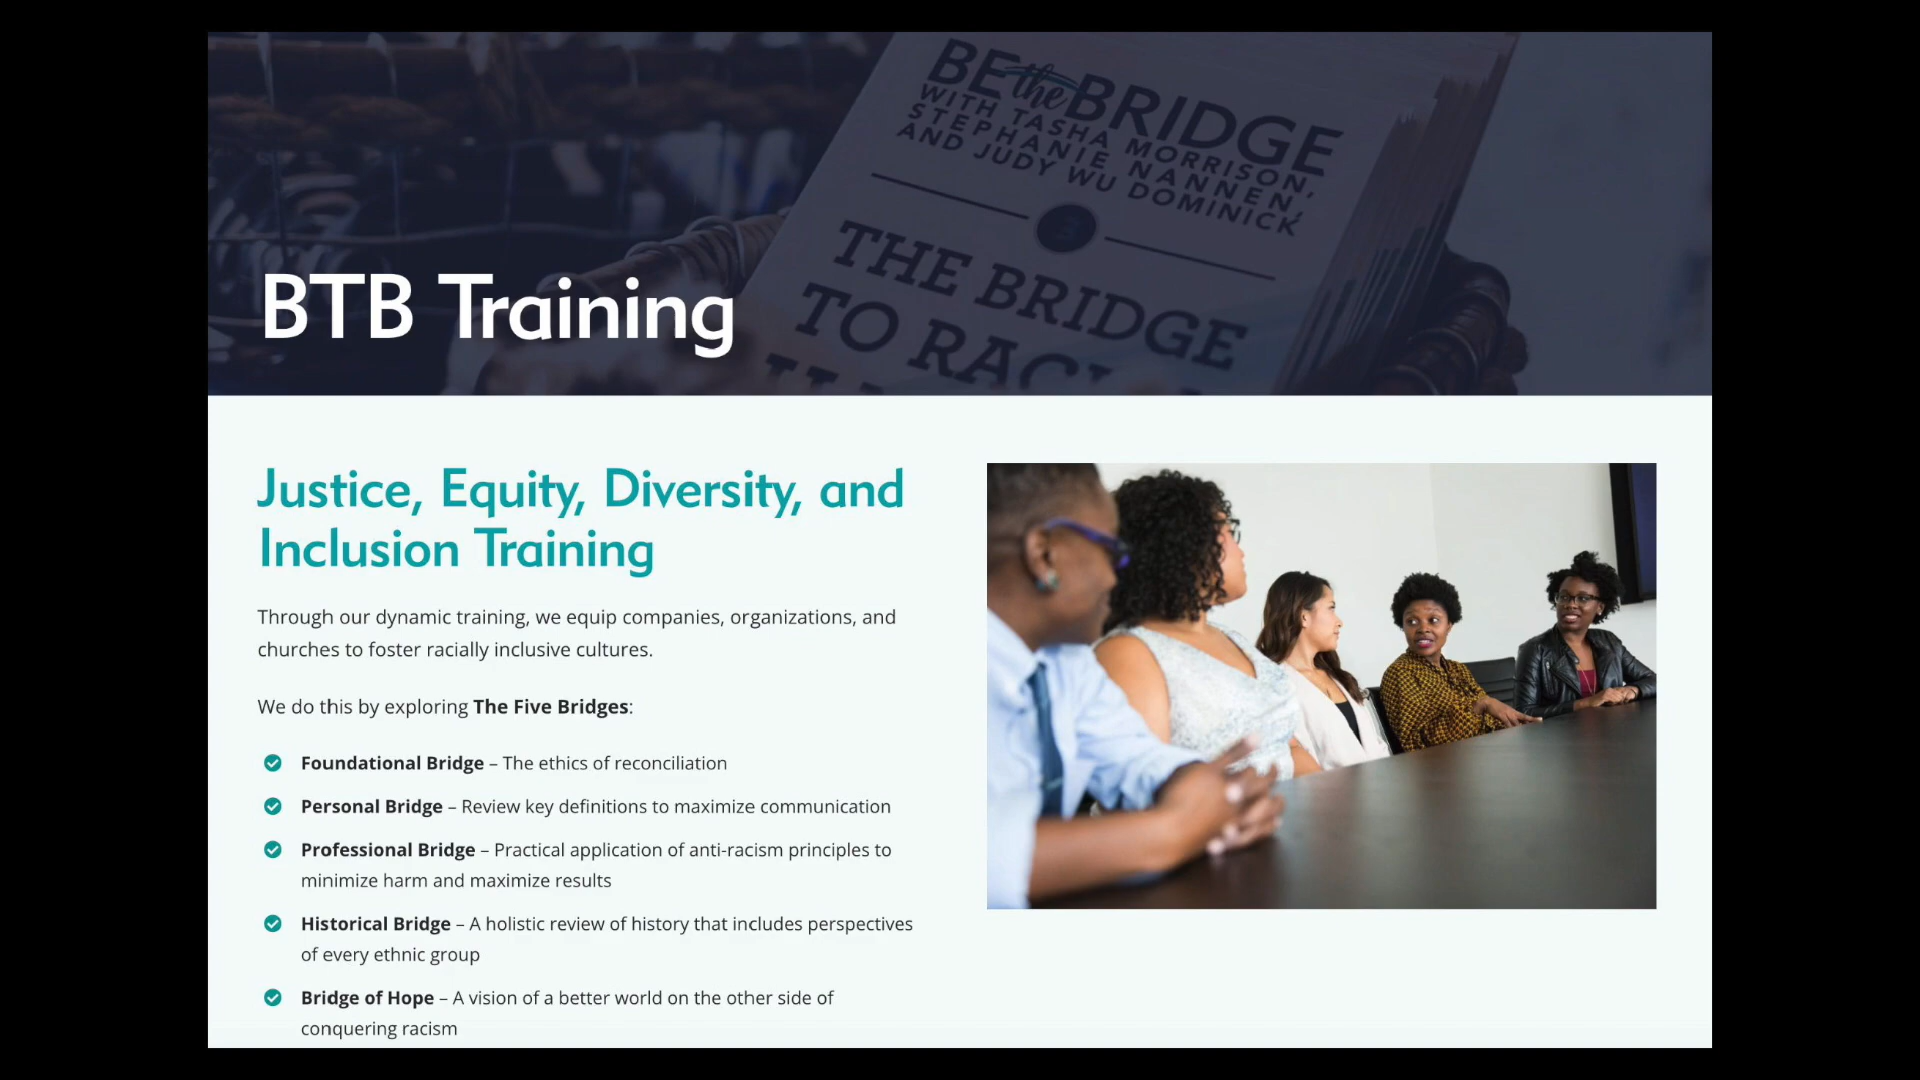 BE the BRIDGE
WITH TASHA MORRISON,
STEPHANIE NANNEN,
AND JUDY WU DOMINICK
3
THE BRIDGE
TO
BTB Training
Justice, Equity, Diversity, and
Inclusion Training
Through our dynamic training, we equip companies, organizations, and
churches to foster racially inclusive cultures.
We do this by exploring The Five Bridges:
Foundational Bridge – The ethics of reconciliation
Personal Bridge – Review key definitions to maximize communication
Professional Bridge – Practical application of anti-racism principles to
minimize harm and maximize results
Historical Bridge – A holistic review of history that includes perspectives
of every ethnic group
Bridge of Hope – A vision of a better world on the other side of
conquering racism